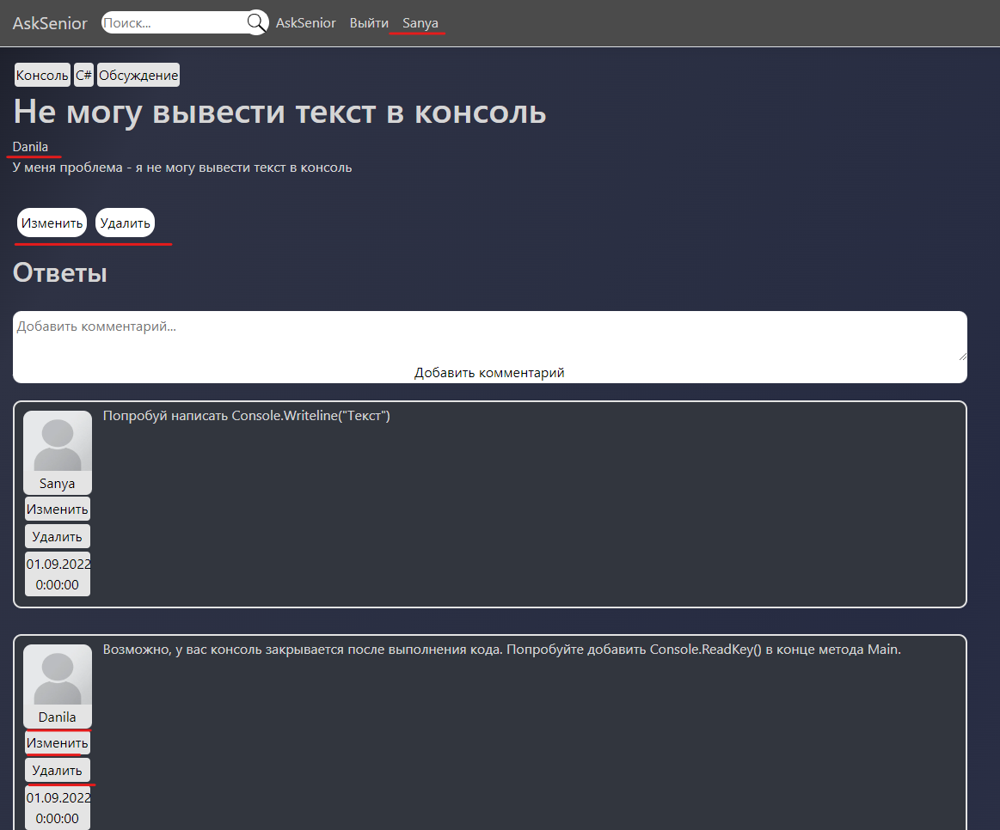 AskSenior Поиск... AskSenior Выйти Sanya
Консоль C# Обсуждение
Не могу вывести текст в консоль
Danila
У меня проблема - я не могу вывести текст в консоль
Изменить Удалить
Ответы
Добавить комментарий...
Добавить комментарий
Попробуй написать Console.Writeline("Текст")
Sanya
Изменить
Удалить
01.09.2022
0:00:00
Возможно, у вас консоль закрывается после выполнения кода. Попробуйте добавить Console.ReadKey() в конце метода Main.
Danila
Изменить
Удалить
01.09.2022
0:00:00